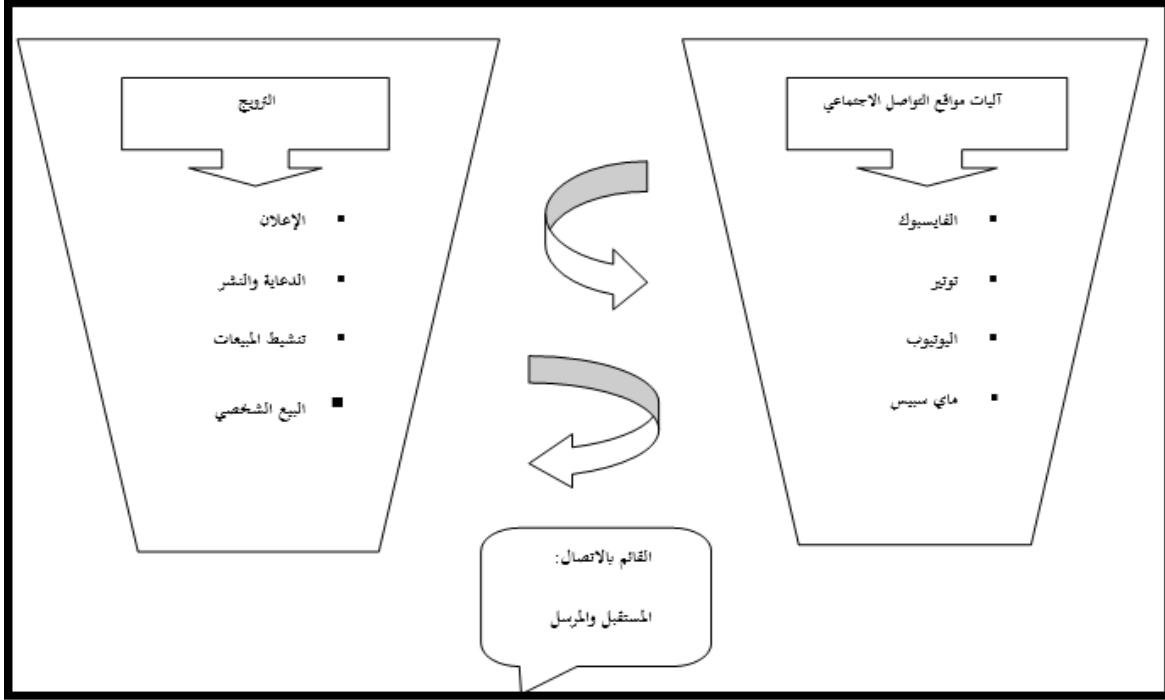 آليات مواقع التواصل الاجتماعي
الفايسبوك
توتير
اليوتيوب
ماي سبيس
الترويج
الإعلان
الدعاية والنشر
تنشيط المبيعات
البيع الشخصي
القائم بالاتصال:
المستقبل والمرسل